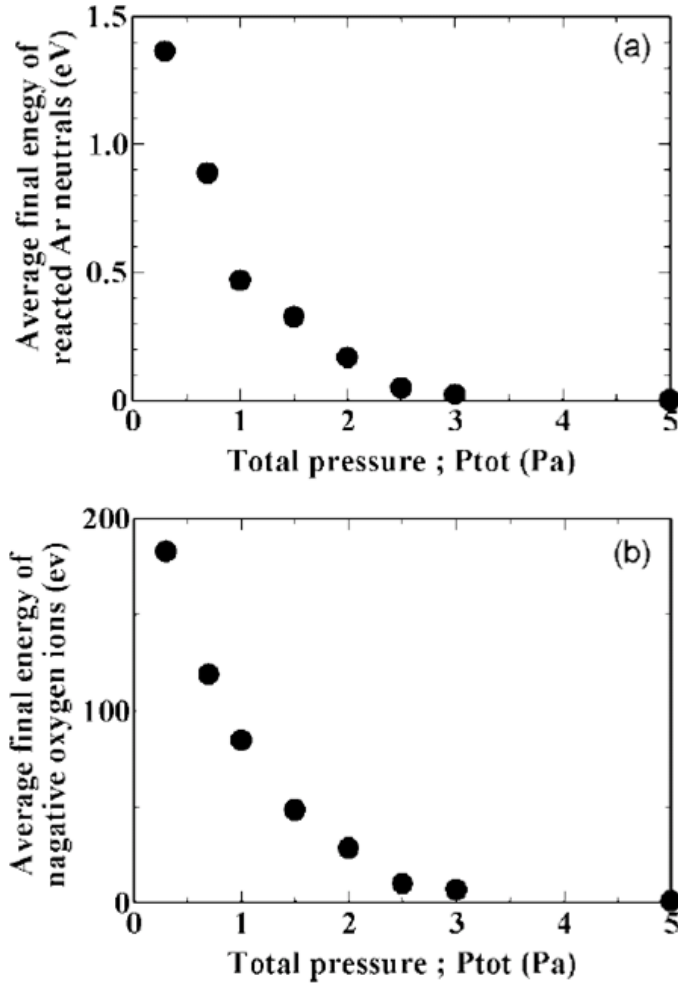 (a)
Average final enegy of
reacted Ar neutrals (eV)
1.5
1.0
0.5
0
0 1 2 3 4 5
Total pressure ; Ptot (Pa)
(b)
Average final energy of
nagative oxygen ions (ev)
200
100
0
0 1 2 3 4 5
Total pressure ; Ptot (Pa)